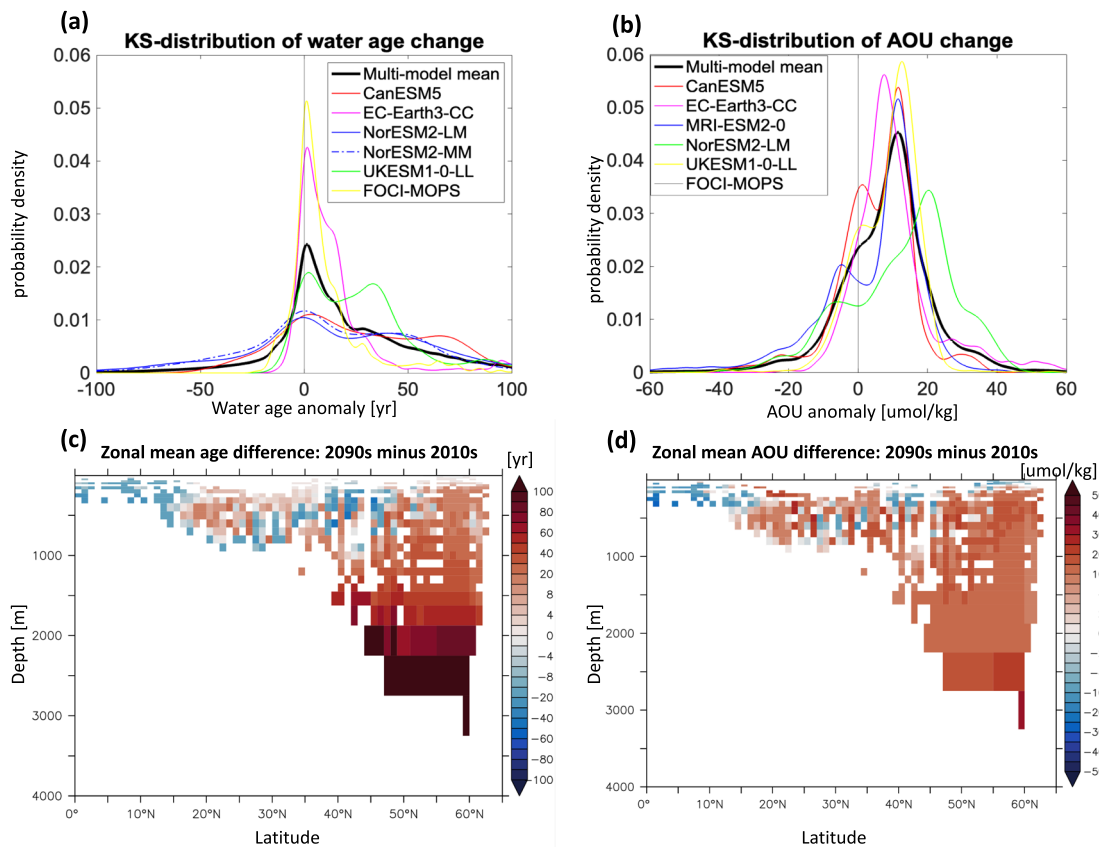 (a)
KS-distribution of water age change
0.06
0.05
0.04
0.03
0.02
0.01
0
probability density
Multi-model mean
CanESM5
EC-Earth3-CC
NorESM2-LM
NorESM2-MM
UKESM1-0-LL
FOCI-MOPS
-100
-50
0
50
100
Water age anomaly [yr]
(b)
KS-distribution of AOU change
0.06
0.05
0.04
0.03
0.02
0.01
0
probability density
Multi-model mean
CanESM5
EC-Earth3-CC
MRI-ESM2-0
NorESM2-LM
UKESM1-0-LL
FOCI-MOPS
-60
-40
-20
0
20
40
60
AOU anomaly [umol/kg]
(c)
Zonal mean age difference: 2090s minus 2010s
[yr]
1000
2000
3000
4000
Depth [m]
0°
10°N
20°N
30°N
40°N
50°N
60°N
Latitude
100
80
60
40
20
8
4
0
−4
−8
−20
−40
−60
−80
−100
(d)
Zonal mean AOU difference: 2090s minus 2010s
[umol/kg]
1000
2000
3000
4000
Depth [m]
0°
10°N
20°N
30°N
40°N
50°N
60°N
Latitude